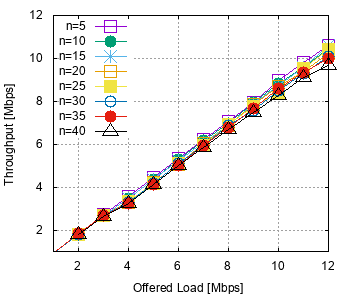 12
10
8
6
4
2
Throughput [Mbps]
n=5
n=10
n=15
n=20
n=25
n=30
n=35
n=40
2 4 6 8 10 12
Offered Load [Mbps]